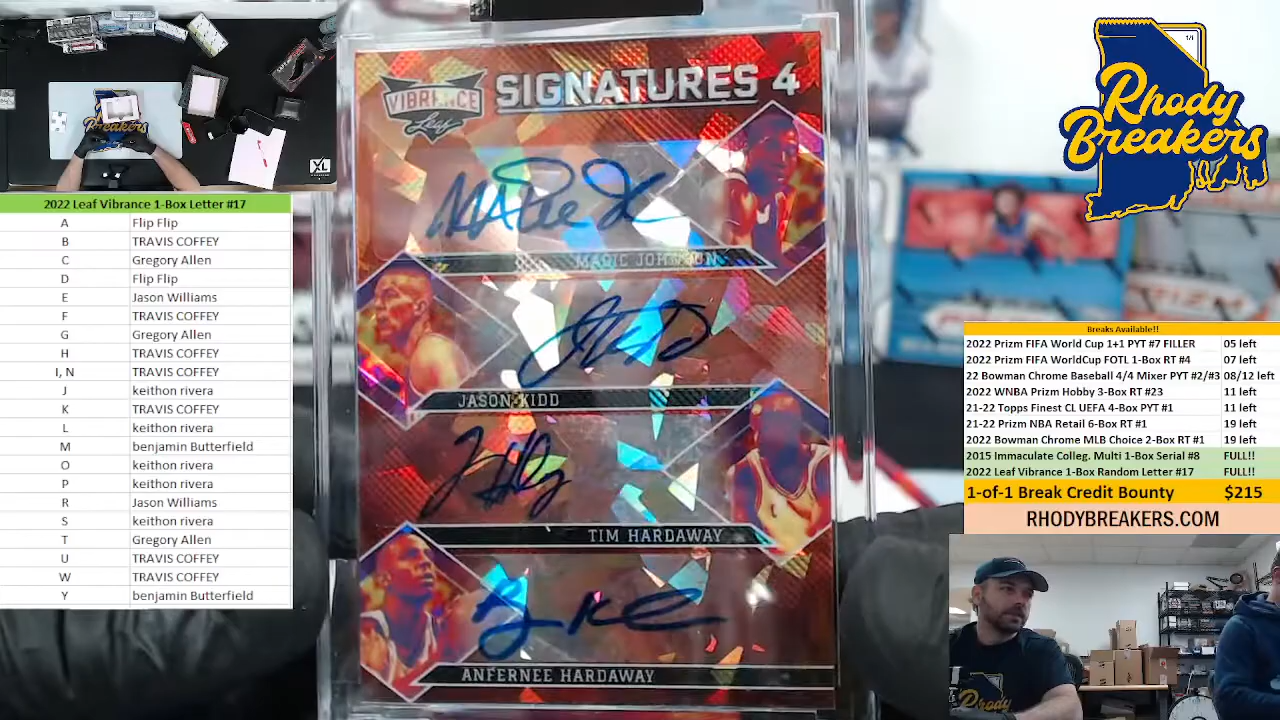 2022 Leaf Vibrance 1-Box Letter #17
A Flip Flip
B TRAVIS COFFEY
C Gregory Allen
D Flip Flip
E Jason Williams
F TRAVIS COFFEY
G Gregory Allen
H TRAVIS COFFEY
I, N TRAVIS COFFEY
J keithon rivera
K TRAVIS COFFEY
L keithon rivera
M benjamin Butterfield
O keithon rivera
P keithon rivera
R Jason Williams
S keithon rivera
T Gregory Allen
U TRAVIS COFFEY
W TRAVIS COFFEY
Y benjamin Butterfield
XL
VIBRANCE
Leaf
SIGNATURES 4
MAGIC JOHNSON
JASON KIDD
TIM HARDAWAY
ANFERNEE HARDAWAY
1/1
Rhody
Breakers
PRIZM
Breaks Available!!
2022 Prizm FIFA World Cup 1+1 PYT #7 FILLER 05 left
2022 Prizm FIFA WorldCup FOTL 1-Box RT #4 07 left
22 Bowman Chrome Baseball 4/4 Mixer PYT #2/#3 08/12 left
2022 WNBA Prizm Hobby 3-Box RT #23 11 left
21-22 Topps Finest CL UEFA 4-Box PYT #1 11 left
21-22 Prizm NBA Retail 6-Box RT #1 19 left
2022 Bowman Chrome MLB Choice 2-Box RT #1 19 left
2015 Immaculate Colleg. Multi 1-Box Serial #8 FULL!!
2022 Leaf Vibrance 1-Box Random Letter #17 FULL!!
1-of-1 Break Credit Bounty $215
RHODYBREAKERS.COM
Rhody